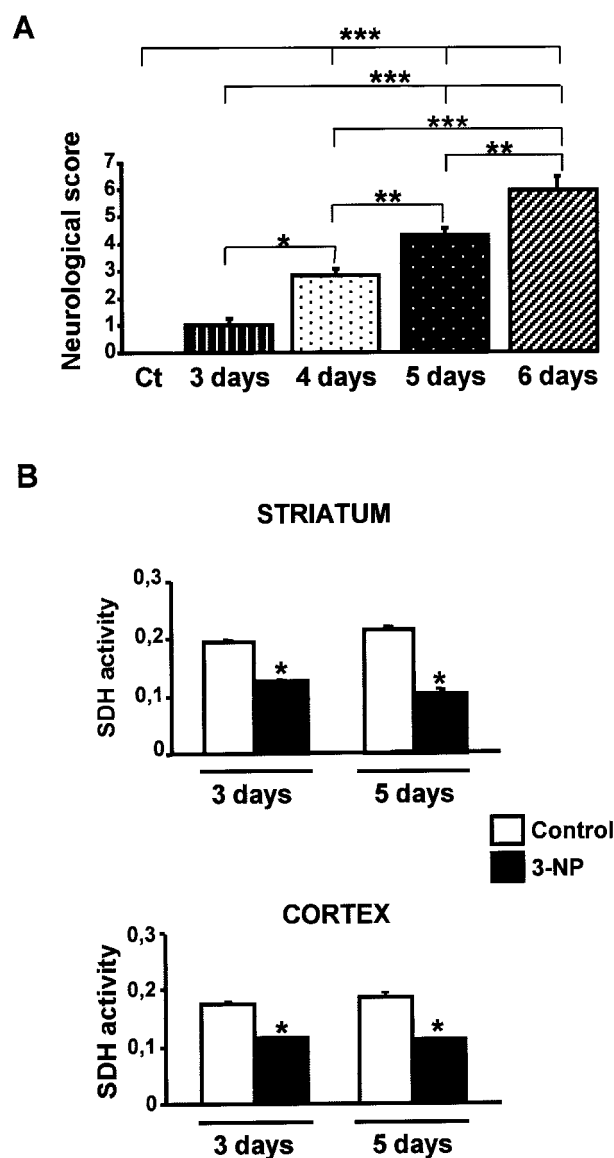 A
***
***
***
**
**
*
Neurological score
7
6
5
4
3
2
1
0
Ct 3 days 4 days 5 days 6 days
B
STRIATUM
SDH activity
0,3
0,2
0,1
0
* *
3 days 5 days
Control
3-NP
CORTEX
SDH activity
0,3
0,2
0,1
0
* *
3 days 5 days